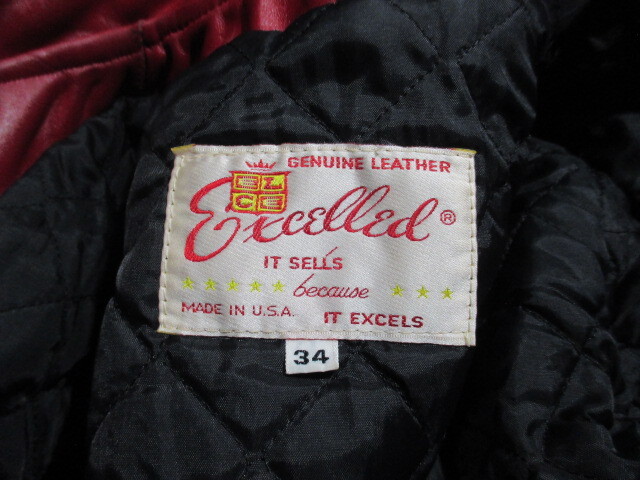 GENUINE LEATHER
Excelled®
IT SELLS
because
MADE IN U.S.A.
IT EXCELS
34